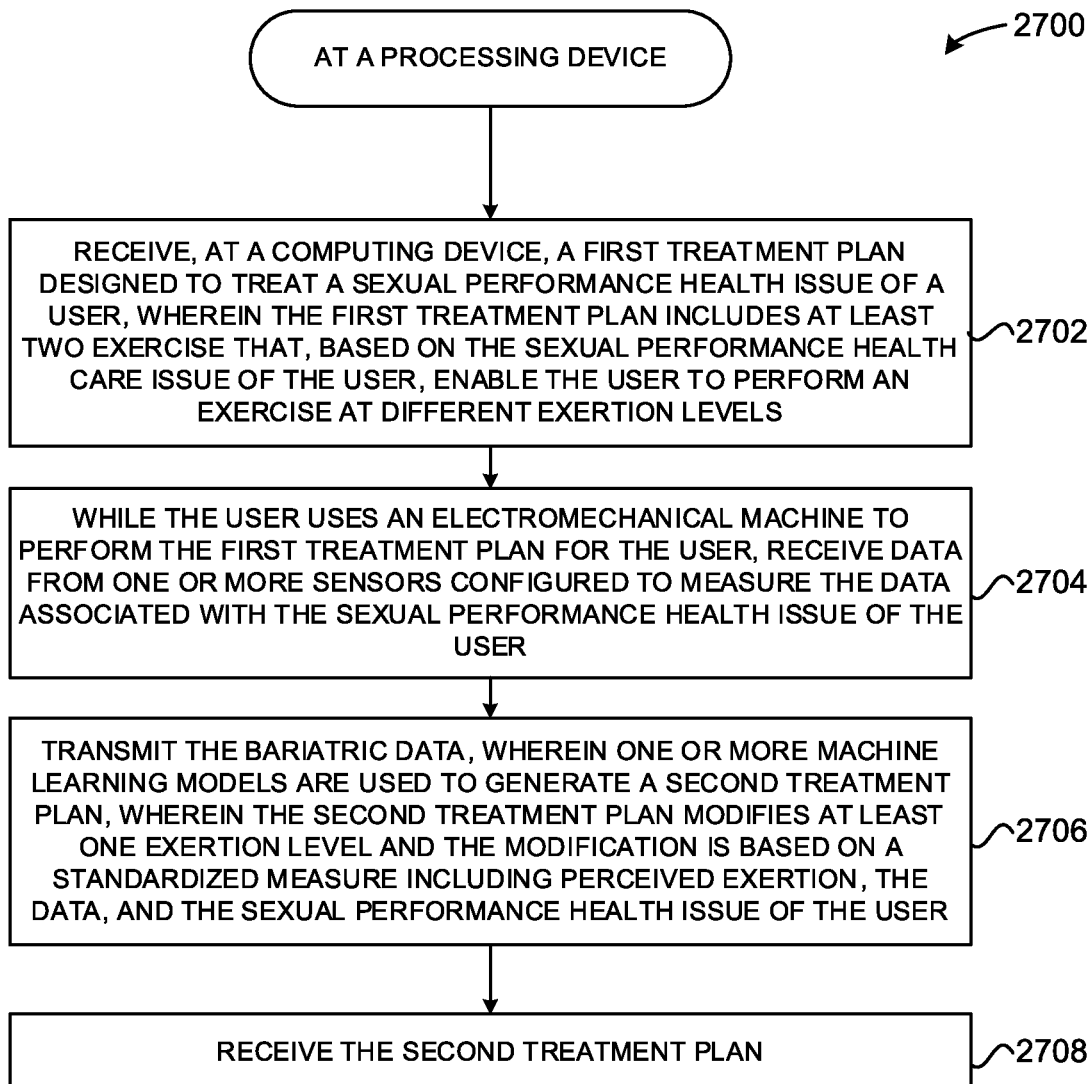 2700
AT A PROCESSING DEVICE
RECEIVE, AT A COMPUTING DEVICE, A FIRST TREATMENT PLAN
DESIGNED TO TREAT A SEXUAL PERFORMANCE HEALTH ISSUE OF A
USER, WHEREIN THE FIRST TREATMENT PLAN INCLUDES AT LEAST
TWO EXERCISE THAT, BASED ON THE SEXUAL PERFORMANCE HEALTH
CARE ISSUE OF THE USER, ENABLE THE USER TO PERFORM AN
EXERCISE AT DIFFERENT EXERTION LEVELS
2702
WHILE THE USER USES AN ELECTROMECHANICAL MACHINE TO
PERFORM THE FIRST TREATMENT PLAN FOR THE USER, RECEIVE DATA
FROM ONE OR MORE SENSORS CONFIGURED TO MEASURE THE DATA
ASSOCIATED WITH THE SEXUAL PERFORMANCE HEALTH ISSUE OF THE
USER
2704
TRANSMIT THE BARIATRIC DATA, WHEREIN ONE OR MORE MACHINE
LEARNING MODELS ARE USED TO GENERATE A SECOND TREATMENT
PLAN, WHEREIN THE SECOND TREATMENT PLAN MODIFIES AT LEAST
ONE EXERTION LEVEL AND THE MODIFICATION IS BASED ON A
STANDARDIZED MEASURE INCLUDING PERCEIVED EXERTION, THE
DATA, AND THE SEXUAL PERFORMANCE HEALTH ISSUE OF THE USER
2706
RECEIVE THE SECOND TREATMENT PLAN
2708